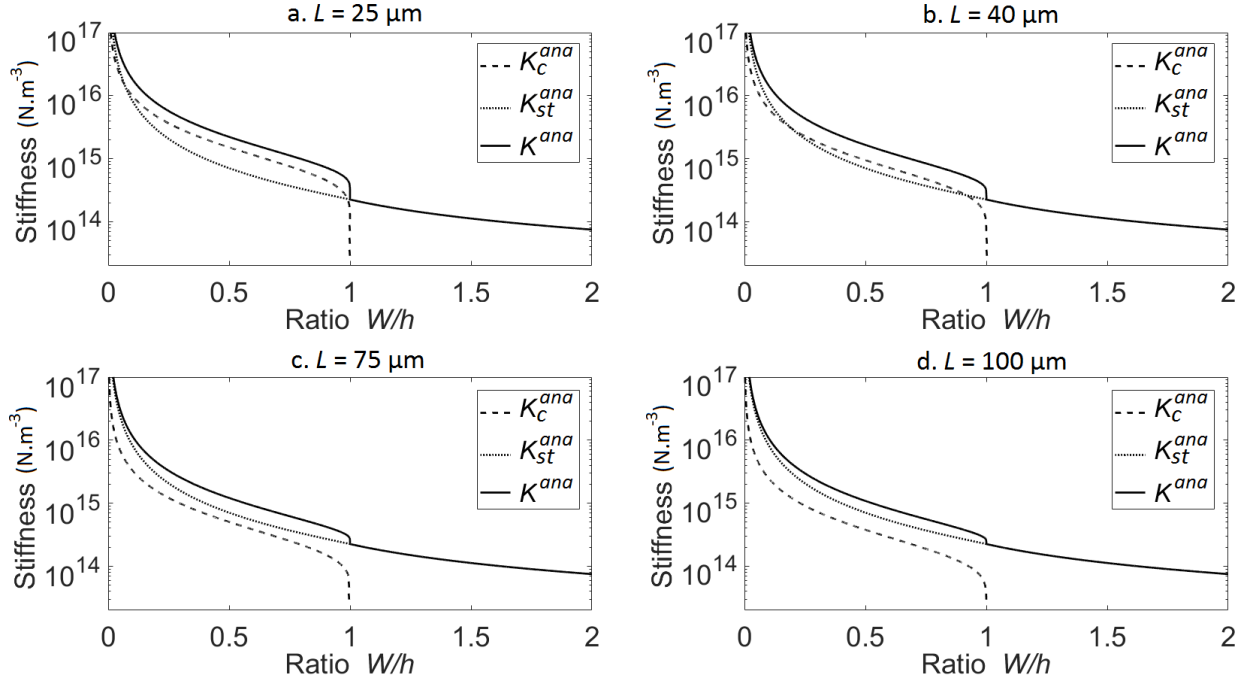 a. L = 25 µm
10^17
10^16
10^15
10^14
Stiffness (N.m^-3)
K_c^ana
K_st^ana
K^ana
0 0.5 1 1.5 2
Ratio W/h
b. L = 40 µm
10^17
10^16
10^15
10^14
Stiffness (N.m^-3)
K_c^ana
K_st^ana
K^ana
0 0.5 1 1.5 2
Ratio W/h
c. L = 75 µm
10^17
10^16
10^15
10^14
Stiffness (N.m^-3)
K_c^ana
K_st^ana
K^ana
0 0.5 1 1.5 2
Ratio W/h
d. L = 100 µm
10^17
10^16
10^15
10^14
Stiffness (N.m^-3)
K_c^ana
K_st^ana
K^ana
0 0.5 1 1.5 2
Ratio W/h